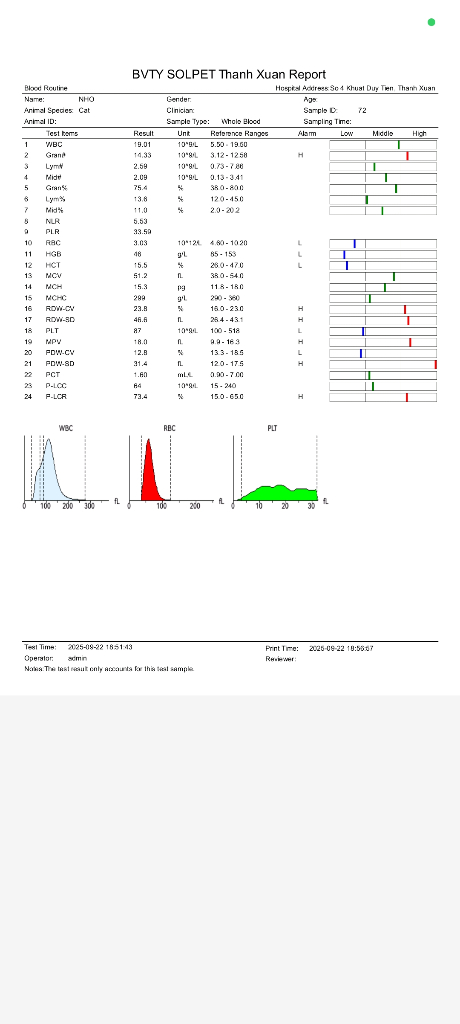 BVTY SOLPET Thanh Xuan Report
Blood Routine Hospital Address:So 4 Khuat Duy Tien, Thanh Xuan
Name: NHO Gender: Age:
Animal Species: Cat Clinician: Sample ID: 72
Animal ID: Sample Type: Whole Blood Sampling Time:
Test Items Result Unit Reference Ranges Alarm Low Middle High
1 WBC 19.01 10^9/L 5.50 - 19.50
2 Gran# 14.33 10^9/L 3.12 - 12.58 H
3 Lym# 2.59 10^9/L 0.73 - 7.86
4 Mid# 2.09 10^9/L 0.13 - 3.41
5 Gran% 75.4 % 38.0 - 80.0
6 Lym% 13.6 % 12.0 - 45.0
7 Mid% 11.0 % 2.0 - 20.2
8 NLR 5.53
9 PLR 33.59
10 RBC 3.03 10^12/L 4.60 - 10.20 L
11 HGB 46 g/L 85 - 153 L
12 HCT 15.5 % 26.0 - 47.0 L
13 MCV 51.2 fL 38.0 - 54.0
14 MCH 15.3 pg 11.8 - 18.0
15 MCHC 299 g/L 290 - 360
16 RDW-CV 23.8 % 16.0 - 23.0 H
17 RDW-SD 46.6 fL 26.4 - 43.1 H
18 PLT 87 10^9/L 100 - 518 L
19 MPV 18.0 fL 9.9 - 16.3 H
20 PDW-CV 12.8 % 13.3 - 18.5 L
21 PDW-SD 31.4 fL 12.0 - 17.5 H
22 PCT 1.60 mL/L 0.90 - 7.00
23 P-LCC 64 10^9/L 15 - 240
24 P-LCR 73.4 % 15.0 - 65.0 H
WBC RBC PLT
0 100 200 300 fL 0 100 200 fL 0 10 20 30 fL
Test Time: 2025-09-22 18:51:43 Print Time: 2025-09-22 18:56:57
Operator: admin Reviewer:
Notes:The test result only accounts for this test sample.